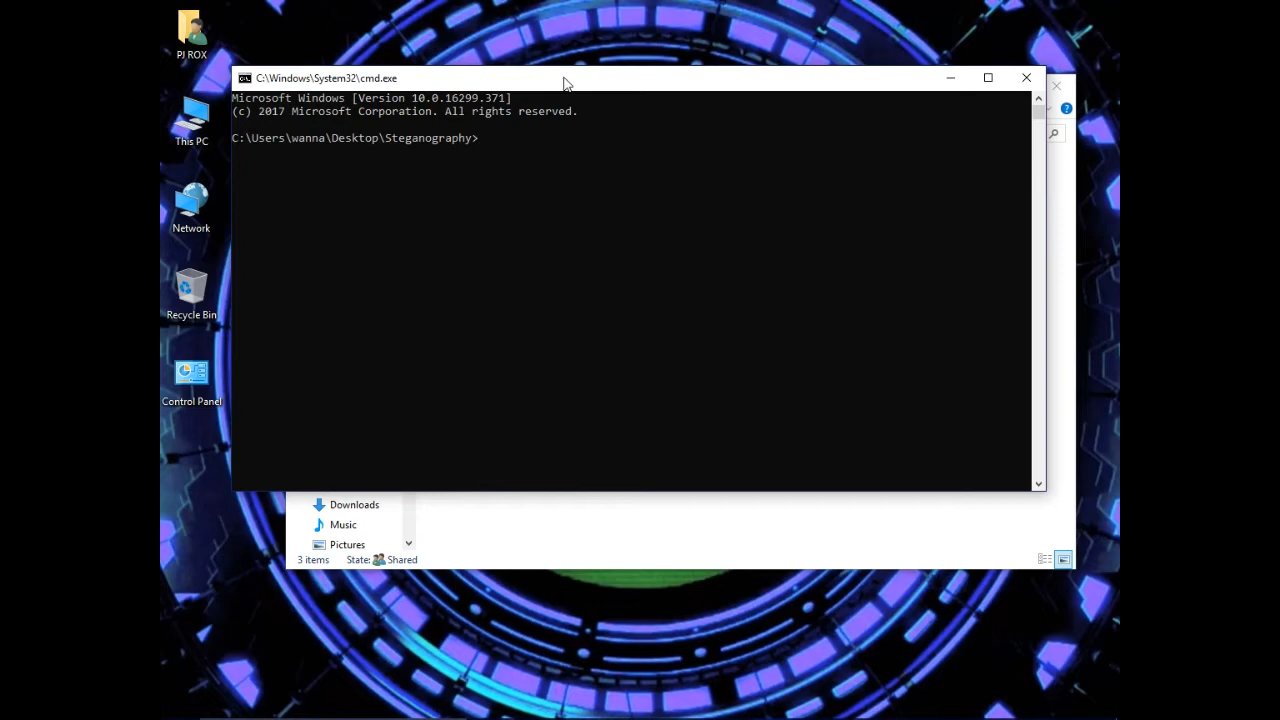 PJ ROX
This PC
Network
Recycle Bin
Control Panel
C:\Windows\System32\cmd.exe
Microsoft Windows [Version 10.0.16299.371]
(c) 2017 Microsoft Corporation. All rights reserved.
C:\Users\wanna\Desktop\Steganography>
Downloads
Music
Pictures
3 items State: Shared